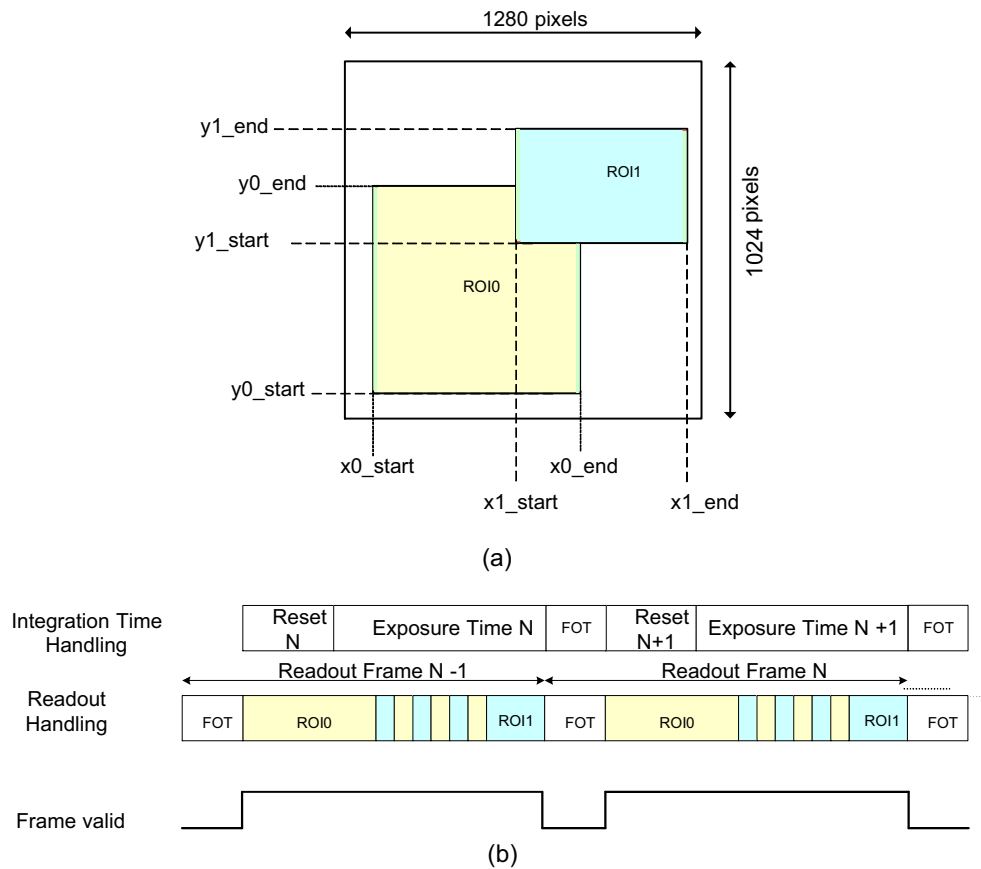 1280 pixels
y1_end
ROI1
y0_end
1024 pixels
y1_start
ROI0
y0_start
x0_start
x0_end
x1_start
x1_end
(a)
Integration Time
Handling
Reset
N
Exposure Time N
FOT
Reset
N+1
Exposure Time N +1
FOT
Readout Frame N -1
Readout Frame N
Readout
Handling
FOT
ROI0
ROI1
FOT
ROI0
ROI1
FOT
Frame valid
(b)